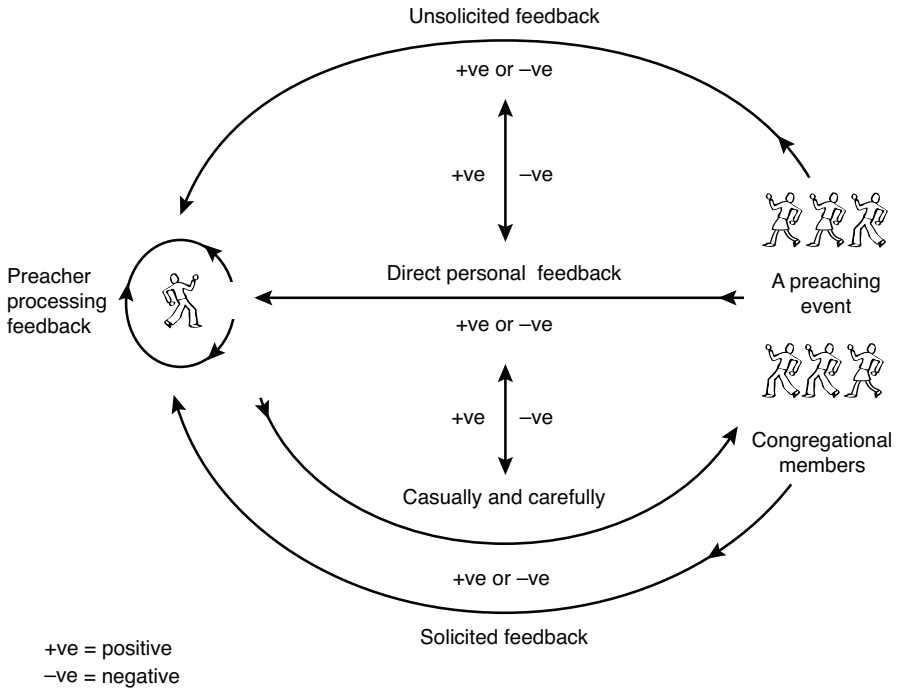 Unsolicited feedback
+ve or –ve
+ve –ve
Direct personal feedback
Preacher
processing
feedback
A preaching
event
+ve or –ve
+ve –ve
Congregational
members
Casually and carefully
+ve or –ve
Solicited feedback
+ve = positive
–ve = negative